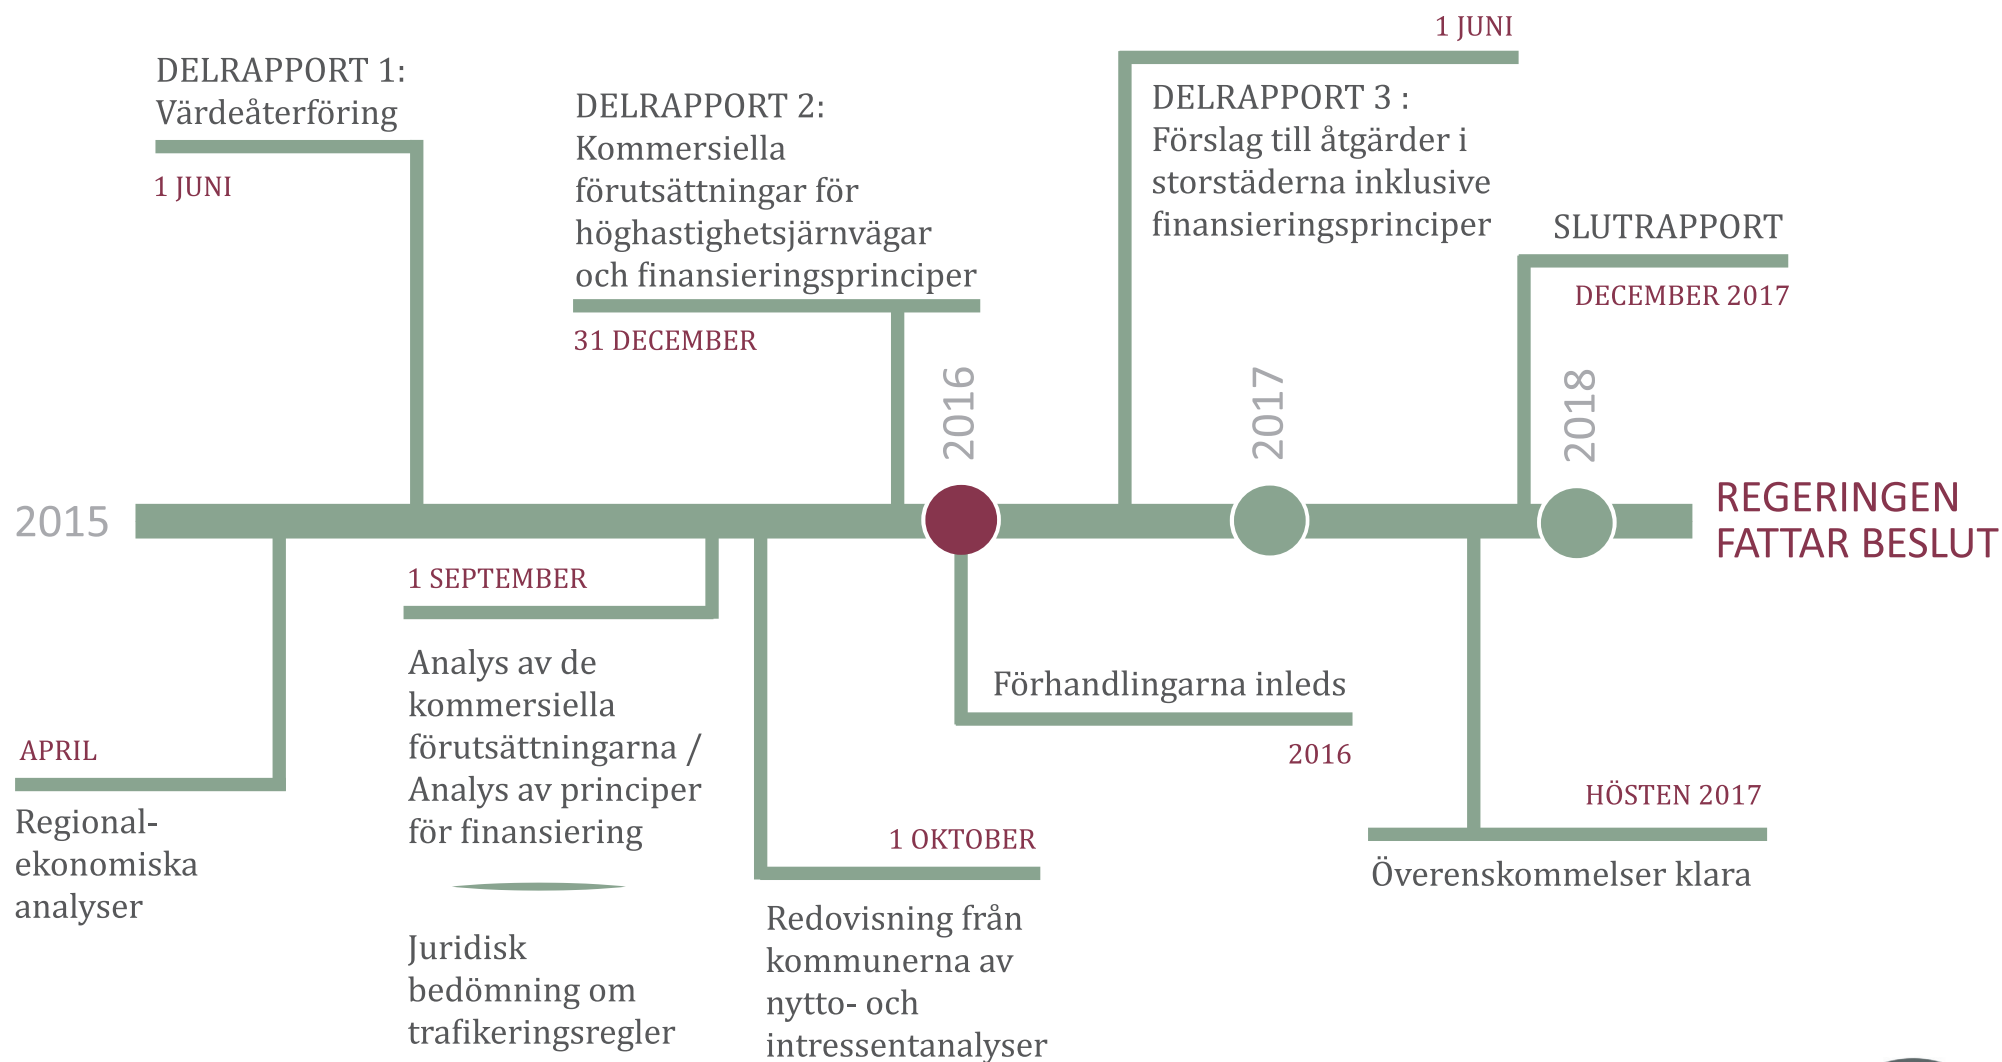 1 JUNI
DELRAPPORT 1:
Värdeåterföring
1 JUNI
DELRAPPORT 2:
Kommersiella
förutsättningar för
höghastighetsjärnvägar
och finansieringsprinciper
31 DECEMBER
DELRAPPORT 3 :
Förslag till åtgärder i
storstäderna inklusive
finansieringsprinciper
SLUTRAPPORT
DECEMBER 2017
2015
2016
2017
2018
REGERINGEN
FATTAR BESLUT
APRIL
Regional-
ekonomiska
analyser
1 SEPTEMBER
Analys av de
kommersiella
förutsättningarna /
Analys av principer
för finansiering
Juridisk
bedömning om
trafikeringsregler
1 OKTOBER
Redovisning från
kommunerna av
nytto- och
intressentanalyser
Förhandlingarna inleds
2016
HÖSTEN 2017
Överenskommelser klara